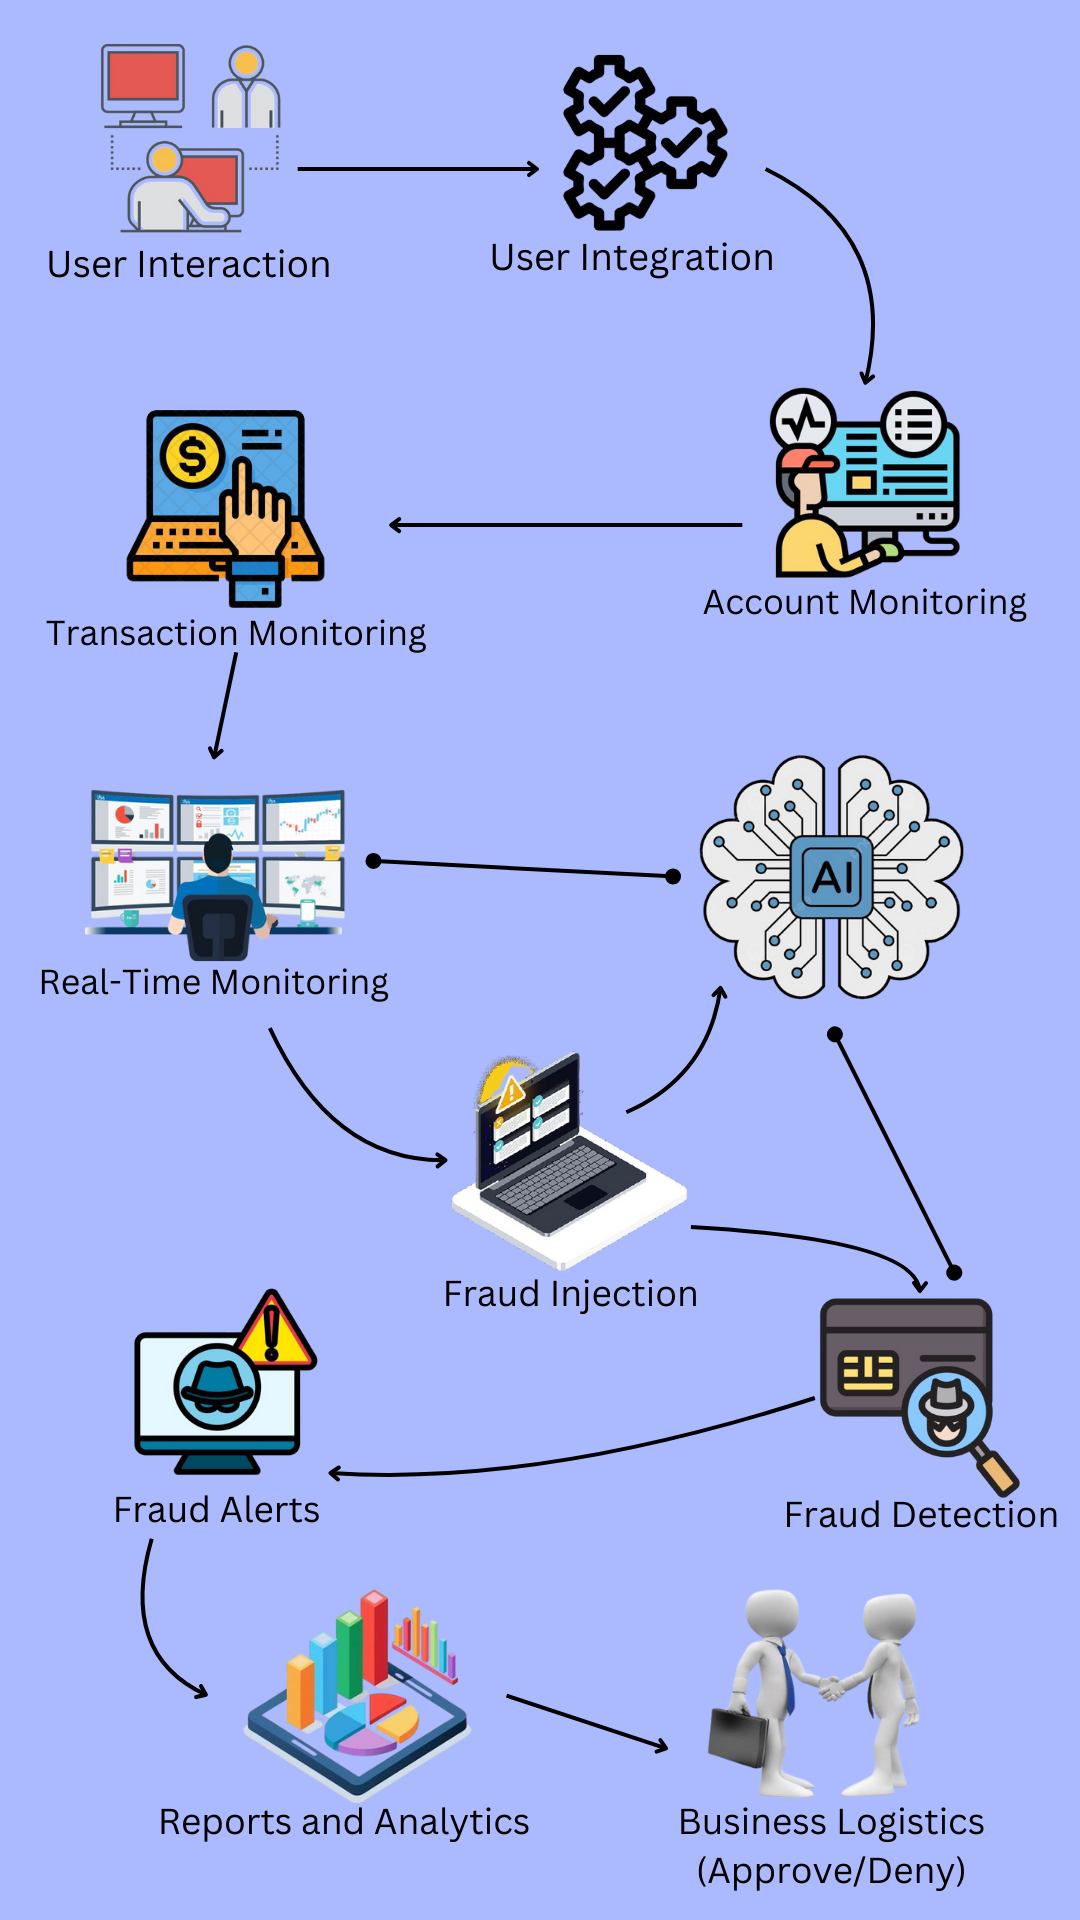 User Interaction
User Integration
$
Account Monitoring
Transaction Monitoring
AI
Real-Time Monitoring
Fraud Injection
Fraud Alerts
Fraud Detection
Reports and Analytics
Business Logistics
(Approve/Deny)